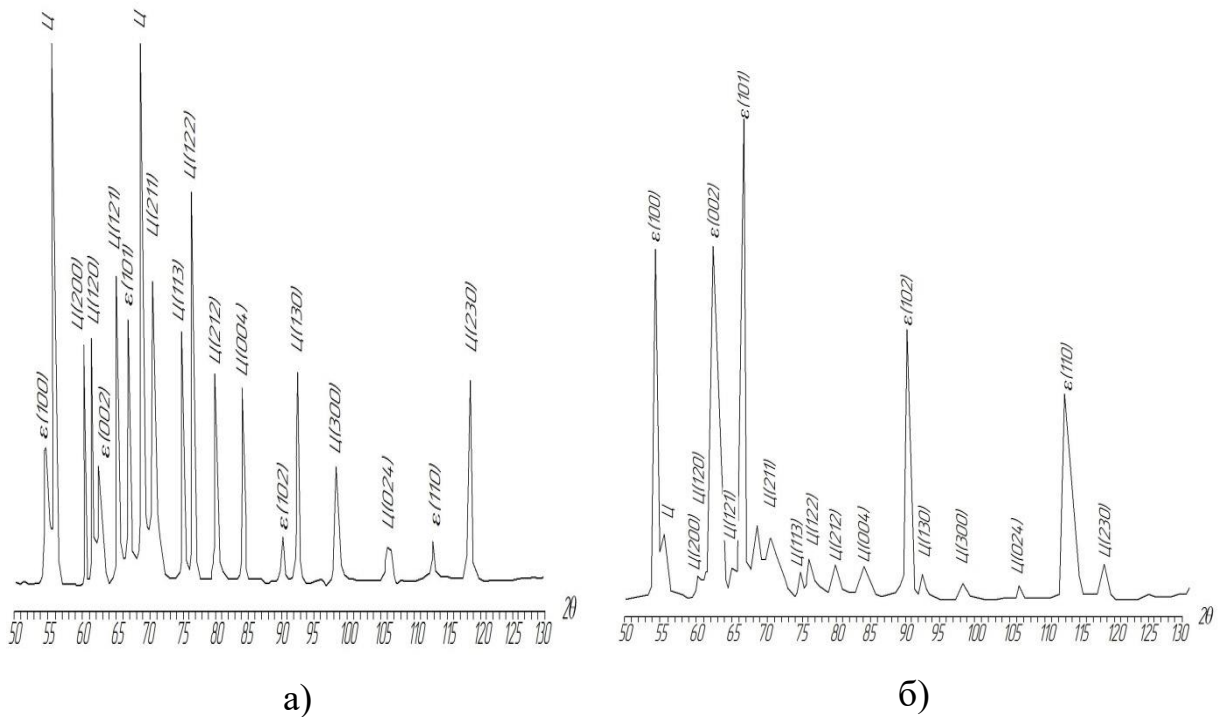 ε(100)
Ц
Ц(200)
Ц(120)
ε(002)
Ц(121)
ε(101)
Ц
Ц(211)
Ц(113)
Ц(122)
Ц(212)
Ц(004)
ε(102)
Ц(130)
Ц(300)
Ц(024)
ε(110)
Ц(230)
50 55 60 65 70 75 80 85 90 95 100 105 110 115 120 125 130 2θ
а)
ε(100)
Ц
Ц(200)
Ц(120)
ε(002)
Ц(121)
ε(101)
Ц(211)
Ц(113)
Ц(122)
Ц(212)
Ц(004)
ε(102)
Ц(130)
Ц(300)
Ц(024)
ε(110)
Ц(230)
50 55 60 65 70 75 80 85 90 95 100 105 110 115 120 125 130 2θ
б)